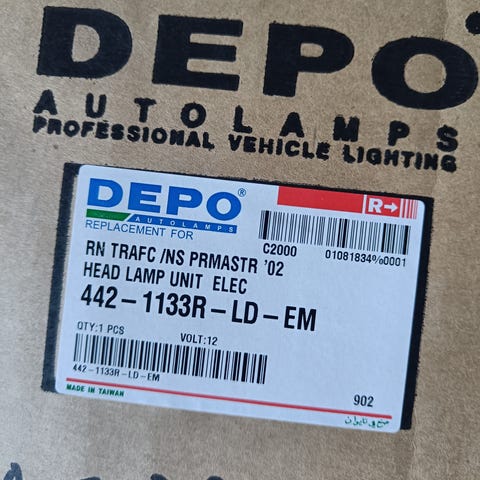 DEPO
AUTOLAMPS
PROFESSIONAL VEHICLE LIGHTING
DEPO®
AUTOLAMPS
REPLACEMENT FOR
R→
C2000 01081834%0001
RN TRAFC /NS PRMASTR '02
HEAD LAMP UNIT ELEC
442-1133R-LD-EM
QTY:1 PCS VOLT:12
442-1133R-LD-EM
MADE IN TAIWAN
902